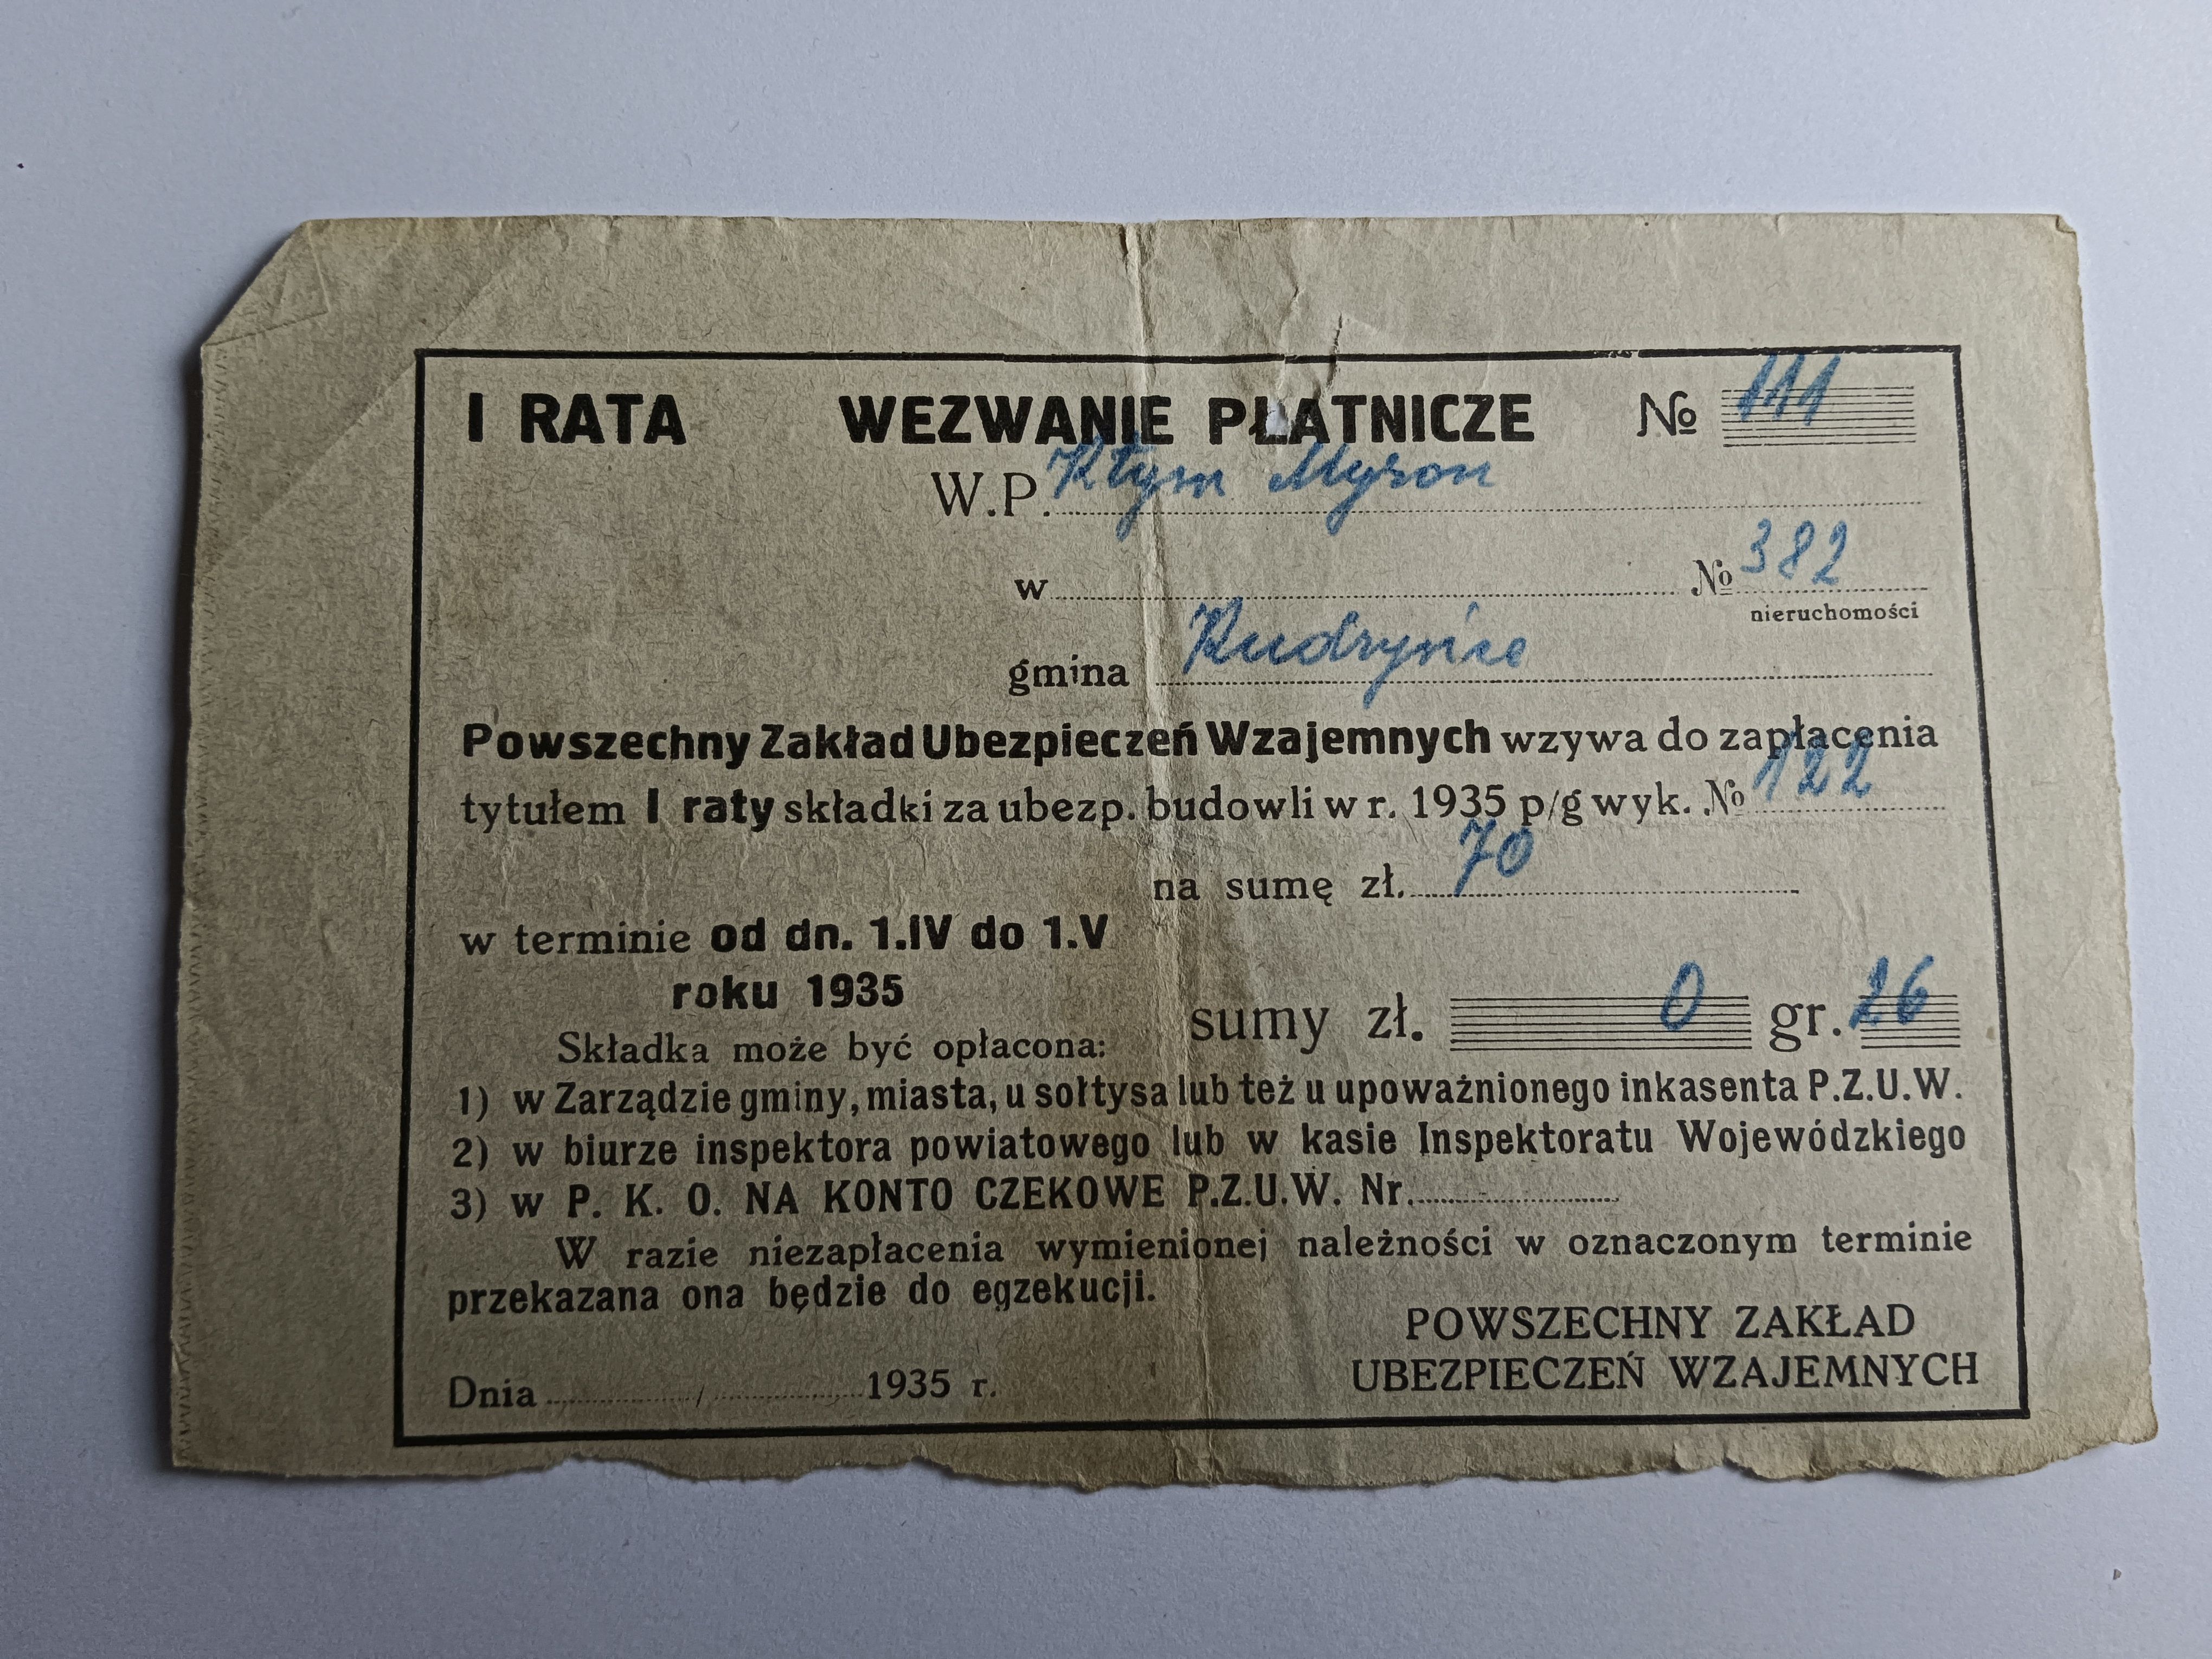 I RATA WEZWANIE PŁATNICZE № 111
W.P. Kłym Myron
w № 382
nieruchomości
gmina Kudryńce
Powszechny Zakład Ubezpieczeń Wzajemnych wzywa do zapłacenia
tytułem I raty składki za ubezp. budowli w r. 1935 p/g wyk. № 122
na sumę zł. 70
w terminie od dn. 1.IV do 1.V
roku 1935
sumy zł. 0 gr. 26
Składka może być opłacona:
1) w Zarządzie gminy, miasta, u sołtysa lub też u upoważnionego inkasenta P.Z.U.W.
2) w biurze inspektora powiatowego lub w kasie Inspektoratu Wojewódzkiego
3) w P. K. O. NA KONTO CZEKOWE P.Z.U.W. Nr.
W razie niezapłacenia wymienionej należności w oznaczonym terminie
przekazana ona będzie do egzekucji.
POWSZECHNY ZAKŁAD
UBEZPIECZEŃ WZAJEMNYCH
Dnia / 1935 r.